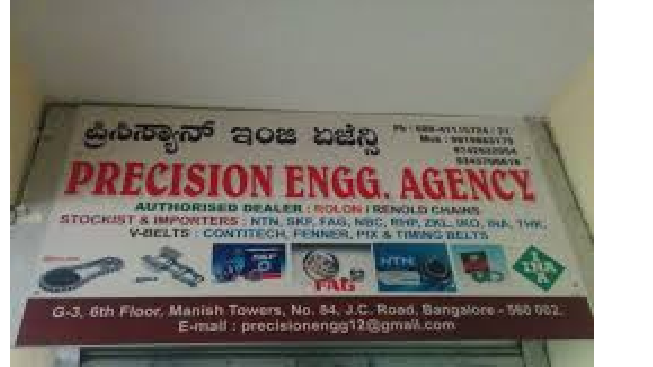 ಪ್ರಿಸಿಸ್ಯಾನ್ ಇಂಜಿ ಏಜೆನ್ಸಿ
PRECISION ENGG. AGENCY
AUTHORISED DEALER : ROLON / RENOLD CHAINS
STOCKIST & IMPORTERS : NTN, SKF, FAG, NBC, RHP, ZKL, IKO, INA, THK,
V-BELTS : CONTITECH, FENNER, PIX & TIMING BELTS
SKF
FAG
NTN
G-3, 6th Floor, Manish Towers, No. 84, J.C. Road, Bangalore - 560 002.
E-mail : precisionengg12@gmail.com